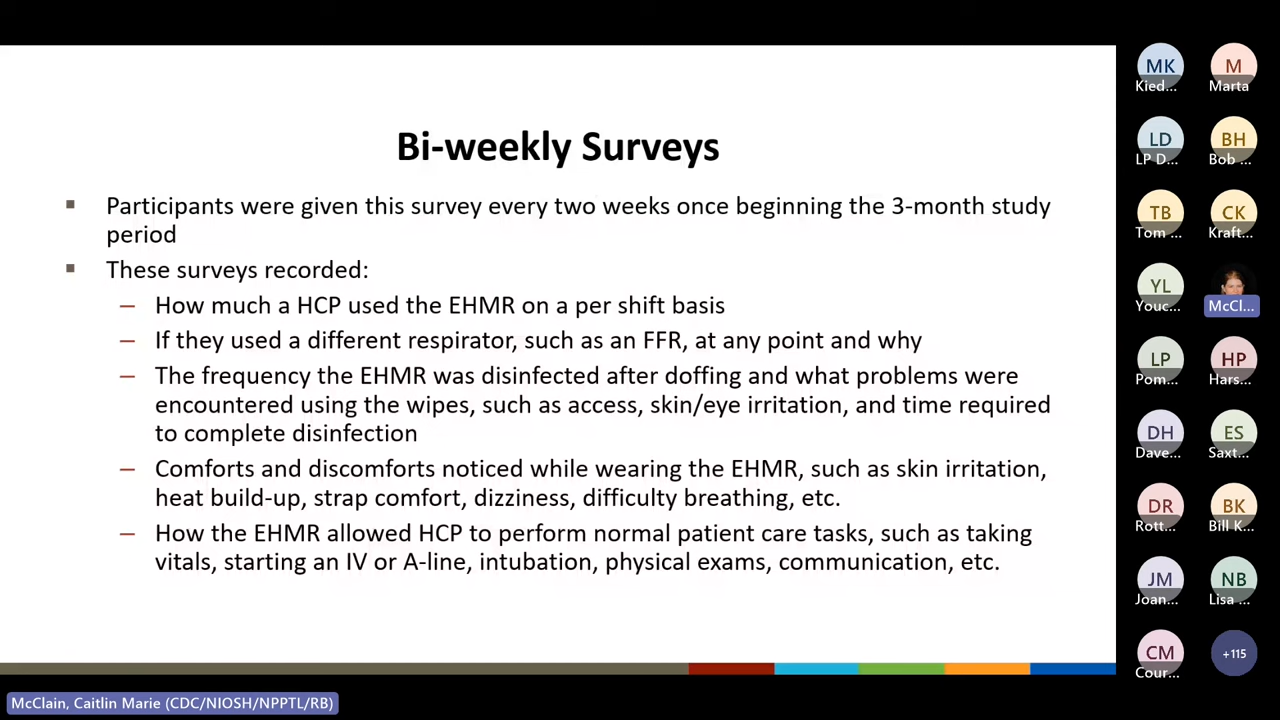 Bi-weekly Surveys
▪ Participants were given this survey every two weeks once beginning the 3-month study
period
▪ These surveys recorded:
– How much a HCP used the EHMR on a per shift basis
– If they used a different respirator, such as an FFR, at any point and why
– The frequency the EHMR was disinfected after doffing and what problems were
encountered using the wipes, such as access, skin/eye irritation, and time required
to complete disinfection
– Comforts and discomforts noticed while wearing the EHMR, such as skin irritation,
heat build-up, strap comfort, dizziness, difficulty breathing, etc.
– How the EHMR allowed HCP to perform normal patient care tasks, such as taking
vitals, starting an IV or A-line, intubation, physical exams, communication, etc.
MK M
Kied... Marta
LD BH
LP D... Bob ...
TB CK
Tom ... Kraft...
YL
Youc... McCl...
LP HP
Pom... Hars...
DH ES
Dave... Saxt...
DR BK
Rott... Bill K...
JM NB
Joan... Lisa ...
CM +115
Cour...
McClain, Caitlin Marie (CDC/NIOSH/NPPTL/RB)